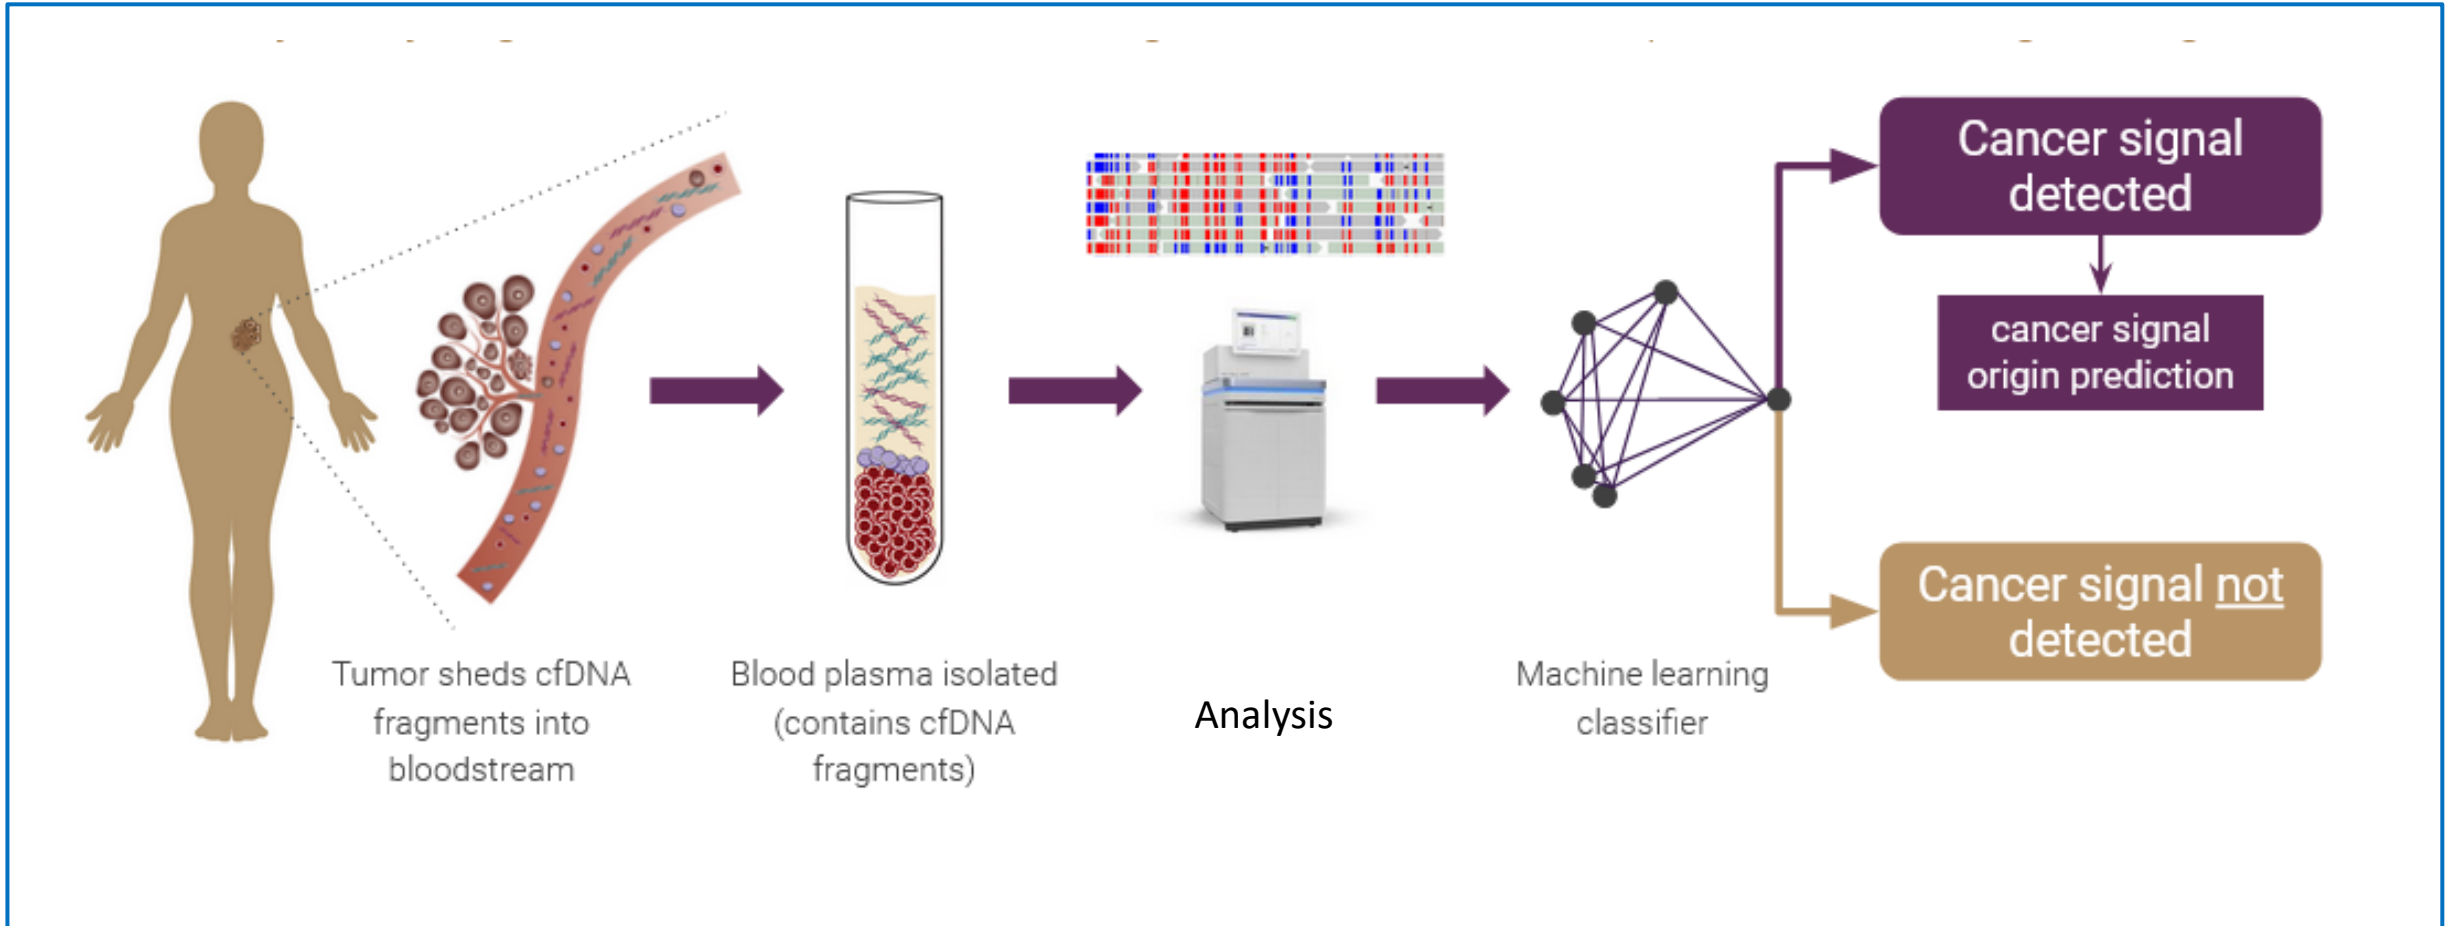 Tumor sheds cfDNA
fragments into
bloodstream
Blood plasma isolated
(contains cfDNA
fragments)
Analysis
Machine learning
classifier
Cancer signal
detected
cancer signal
origin prediction
Cancer signal not
detected